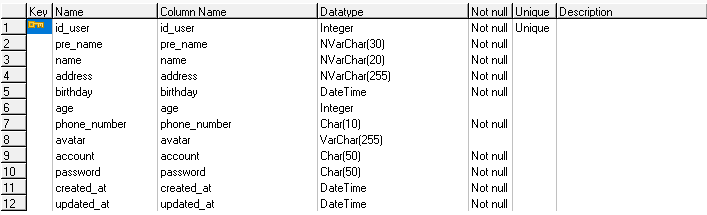 Key Name Column Name Datatype Not null Unique Description
1 id_user id_user Integer Not null Unique
2 pre_name pre_name NVarChar(30) Not null
3 name name NVarChar(20) Not null
4 address address NVarChar(255) Not null
5 birthday birthday DateTime Not null
6 age age Integer
7 phone_number phone_number Char(10) Not null
8 avatar avatar VarChar(255)
9 account account Char(50) Not null
10 password password Char(50) Not null
11 created_at created_at DateTime Not null
12 updated_at updated_at DateTime Not null